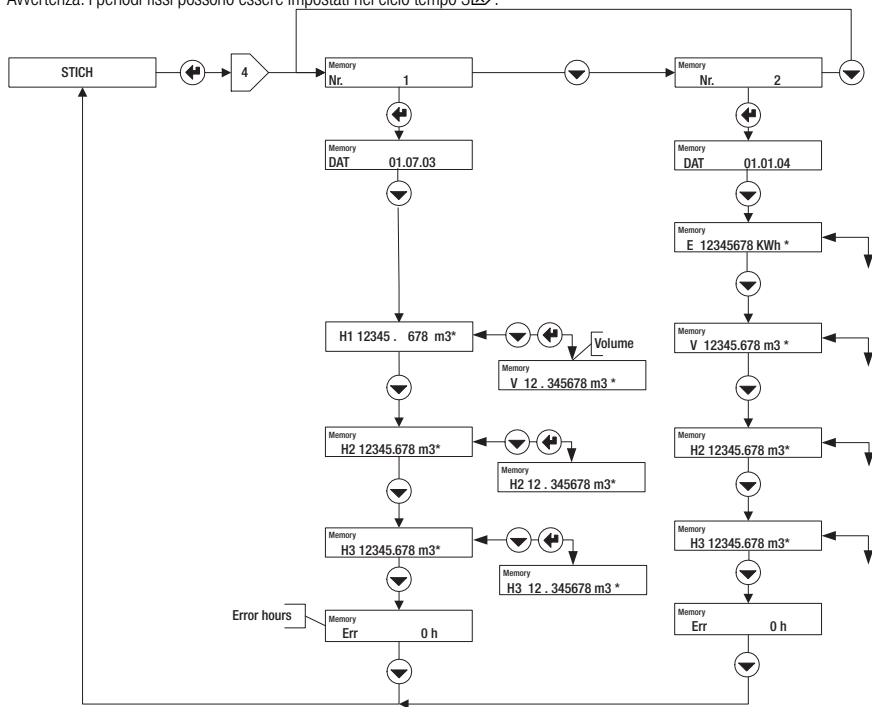 Avvertenza: I periodi fissi possono essere impostati nel ciclo tempo 3
STICH
4
Memory
Nr. 1
Memory
Nr. 2
Memory
DAT 01.07.03
Memory
DAT 01.01.04
Memory
E 12345678 KWh *
H1 12345 . 678 m3*
Volume
Memory
V 12 . 345678 m3 *
Memory
V 12345.678 m3 *
Memory
H2 12345.678 m3*
Memory
H2 12 . 345678 m3*
Memory
H2 12345.678 m3*
Memory
H3 12345.678 m3*
Memory
H3 12 . 345678 m3 *
Memory
H3 12345.678 m3*
Error hours
Memory
Err 0 h
Memory
Err 0 h